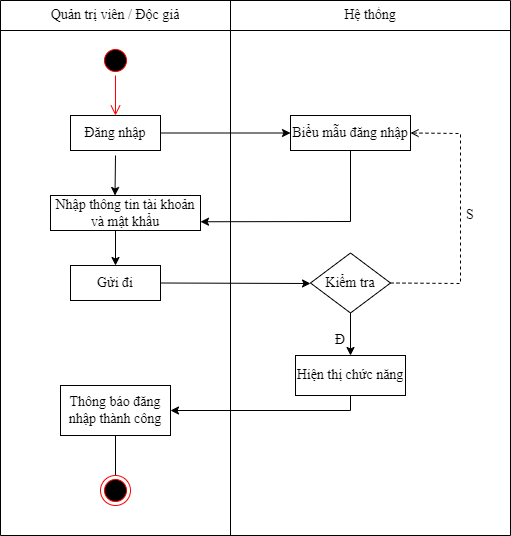 Quản trị viên / Độc giả
Hệ thống
Đăng nhập
Biểu mẫu đăng nhập
Nhập thông tin tài khoản
và mật khẩu
S
Gửi đi
Kiểm tra
Đ
Hiện thị chức năng
Thông báo đăng
nhập thành công